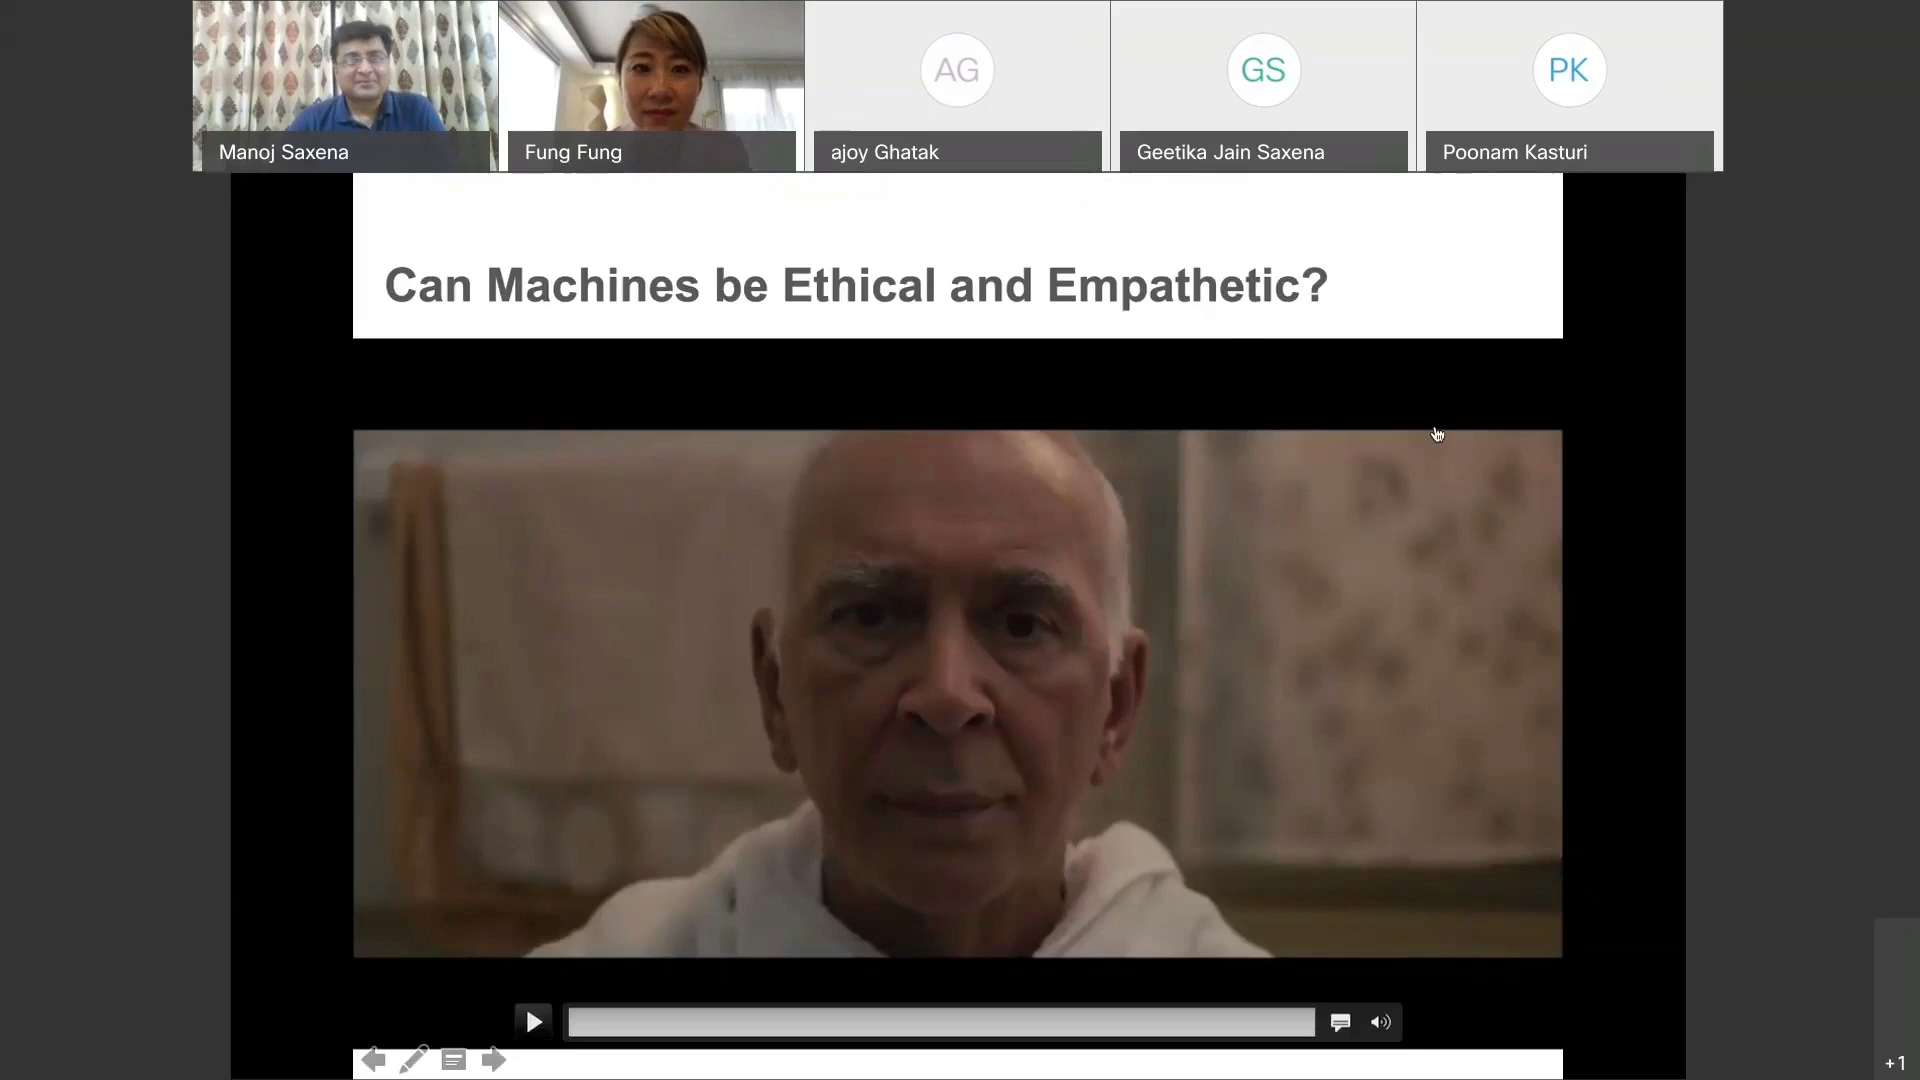 AG
GS
PK
Manoj Saxena
Fung Fung
ajoy Ghatak
Geetika Jain Saxena
Poonam Kasturi
Can Machines be Ethical and Empathetic?
+1